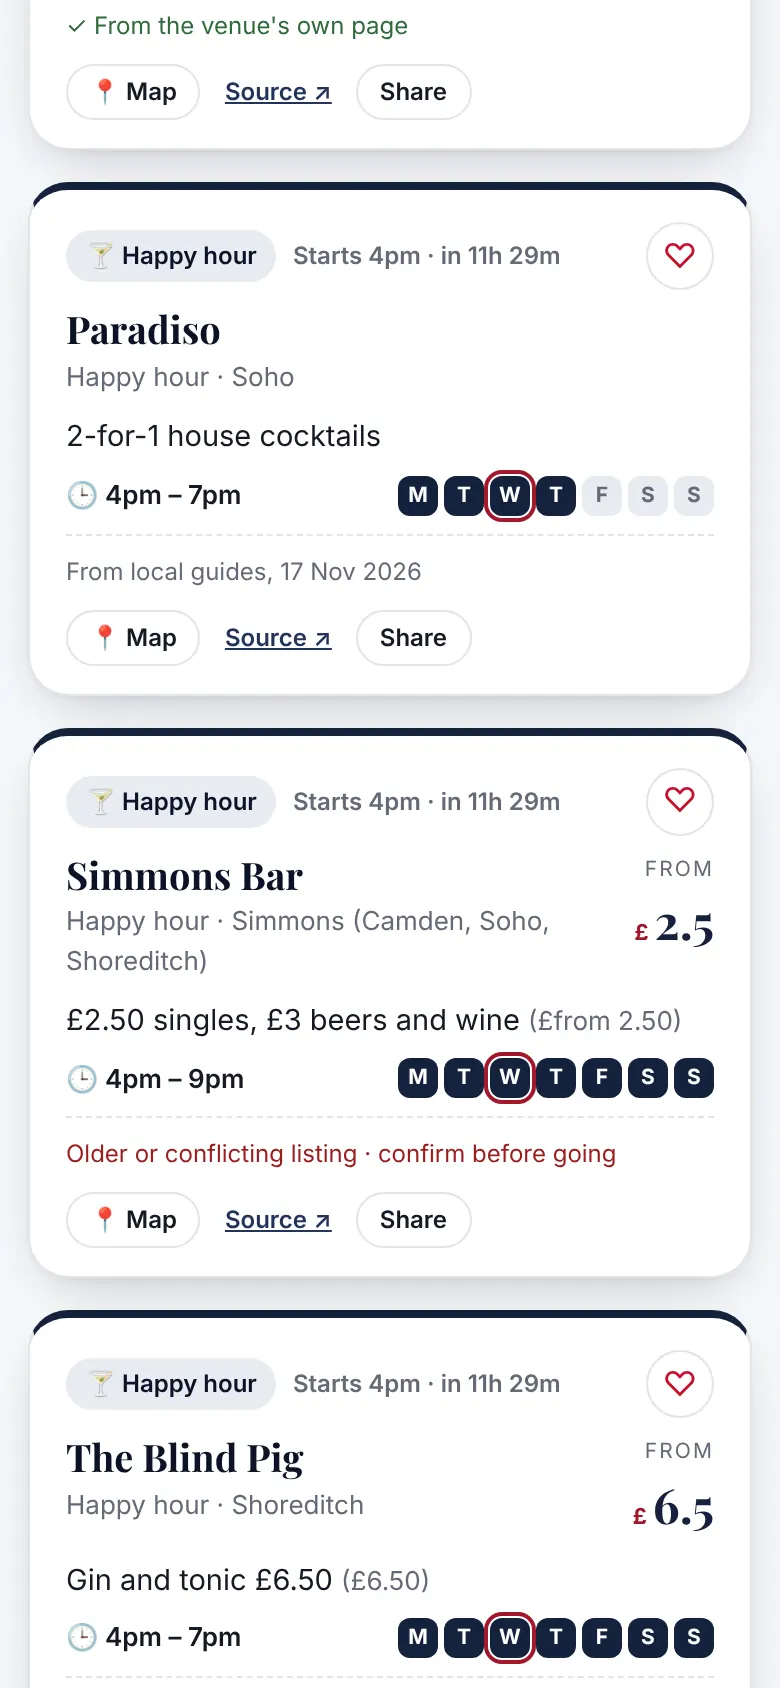 ✓ From the venue's own page
📍 Map Source ↗ Share
🍸 Happy hour Starts 4pm · in 11h 29m
Paradiso
Happy hour · Soho
2-for-1 house cocktails
🕒 4pm – 7pm M T W T F S S
From local guides, 17 Nov 2026
📍 Map Source ↗ Share
🍸 Happy hour Starts 4pm · in 11h 29m
Simmons Bar
FROM
Happy hour · Simmons (Camden, Soho,
Shoreditch)
£ 2.5
£2.50 singles, £3 beers and wine (£from 2.50)
🕒 4pm – 9pm M T W T F S S
Older or conflicting listing · confirm before going
📍 Map Source ↗ Share
🍸 Happy hour Starts 4pm · in 11h 29m
The Blind Pig
FROM
Happy hour · Shoreditch
£ 6.5
Gin and tonic £6.50 (£6.50)
🕒 4pm – 7pm M T W T F S S